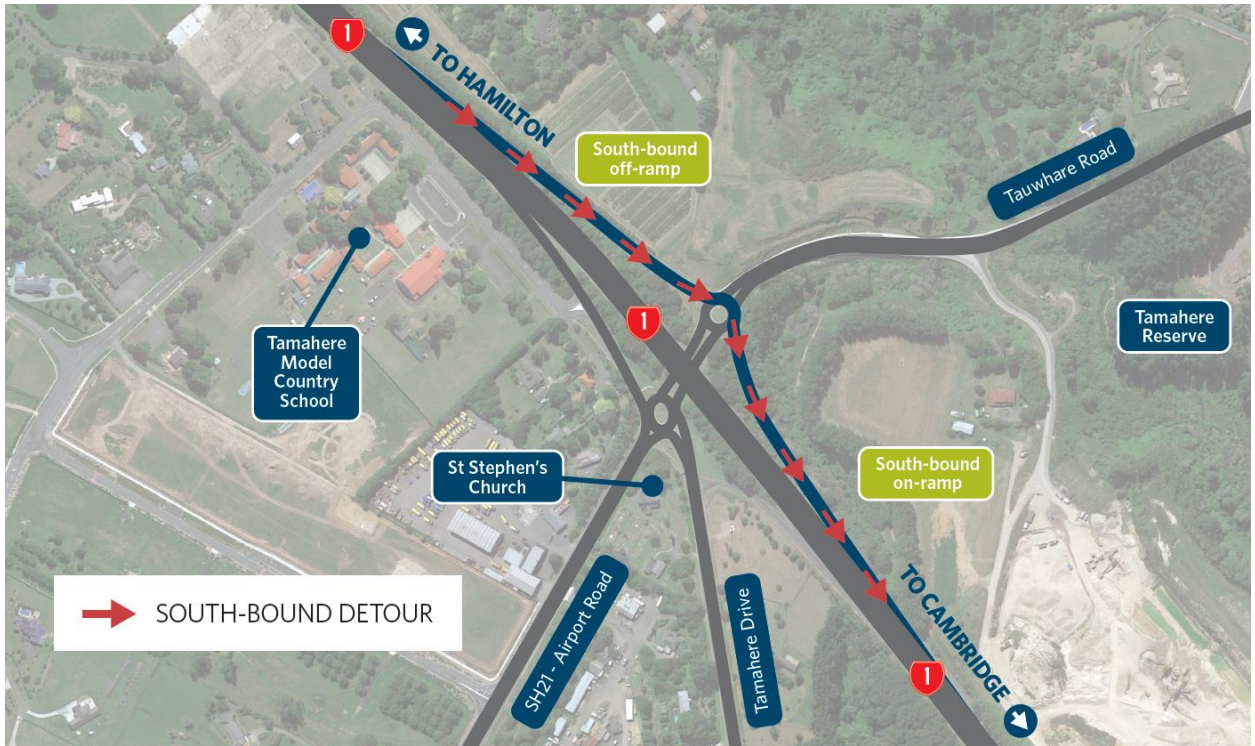 1
TO HAMILTON
South-bound
off-ramp
Tauwhare Road
1
Tamahere
Reserve
Tamahere
Model
Country
School
St Stephen's
Church
South-bound
on-ramp
SOUTH-BOUND DETOUR
SH21 - Airport Road
Tamahere Drive
TO CAMBRIDGE
1